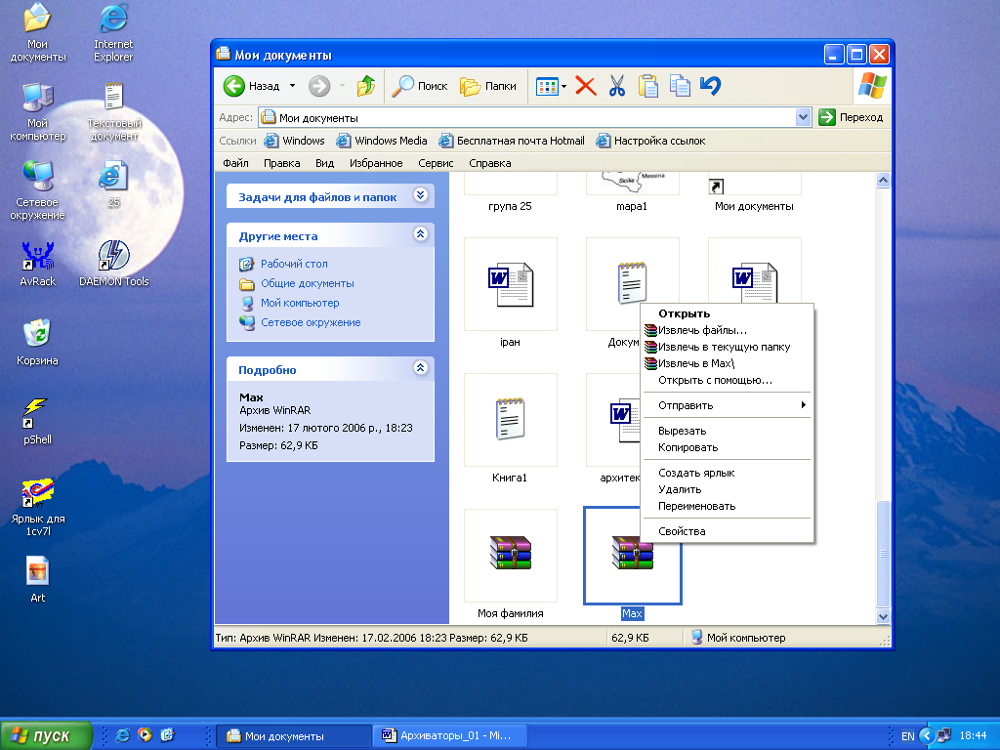 Мои документы
Internet Explorer
Мой компьютер
Текстовый документ
Сетевое окружение
25
AvRack
DAEMON Tools
Корзина
pShell
Ярлык для 1cv7l
Art
Мои документы
Назад
Поиск
Папки
Адрес:
Мои документы
Переход
Ссылки
Windows
Windows Media
Бесплатная почта Hotmail
Настройка ссылок
Файл Правка Вид Избранное Сервис Справка
Задачи для файлов и папок
Другие места
Рабочий стол
Общие документы
Мой компьютер
Сетевое окружение
Подробно
Max
Архив WinRAR
Изменен: 17 лютого 2006 р., 18:23
Размер: 62,9 КБ
Sicilie
Messina
група 25
mapa1
Мои документы
іран
Докум
Книга1
архитек
Моя фамилия
Max
Открыть
Извлечь файлы...
Извлечь в текущую папку
Извлечь в Max\
Открыть с помощью...
Отправить
Вырезать
Копировать
Создать ярлык
Удалить
Переименовать
Свойства
Тип: Архив WinRAR Изменен: 17.02.2006 18:23 Размер: 62,9 КБ
62,9 КБ
Мой компьютер
пуск
Мои документы
Архиваторы_01 - Mi...
EN
18:44